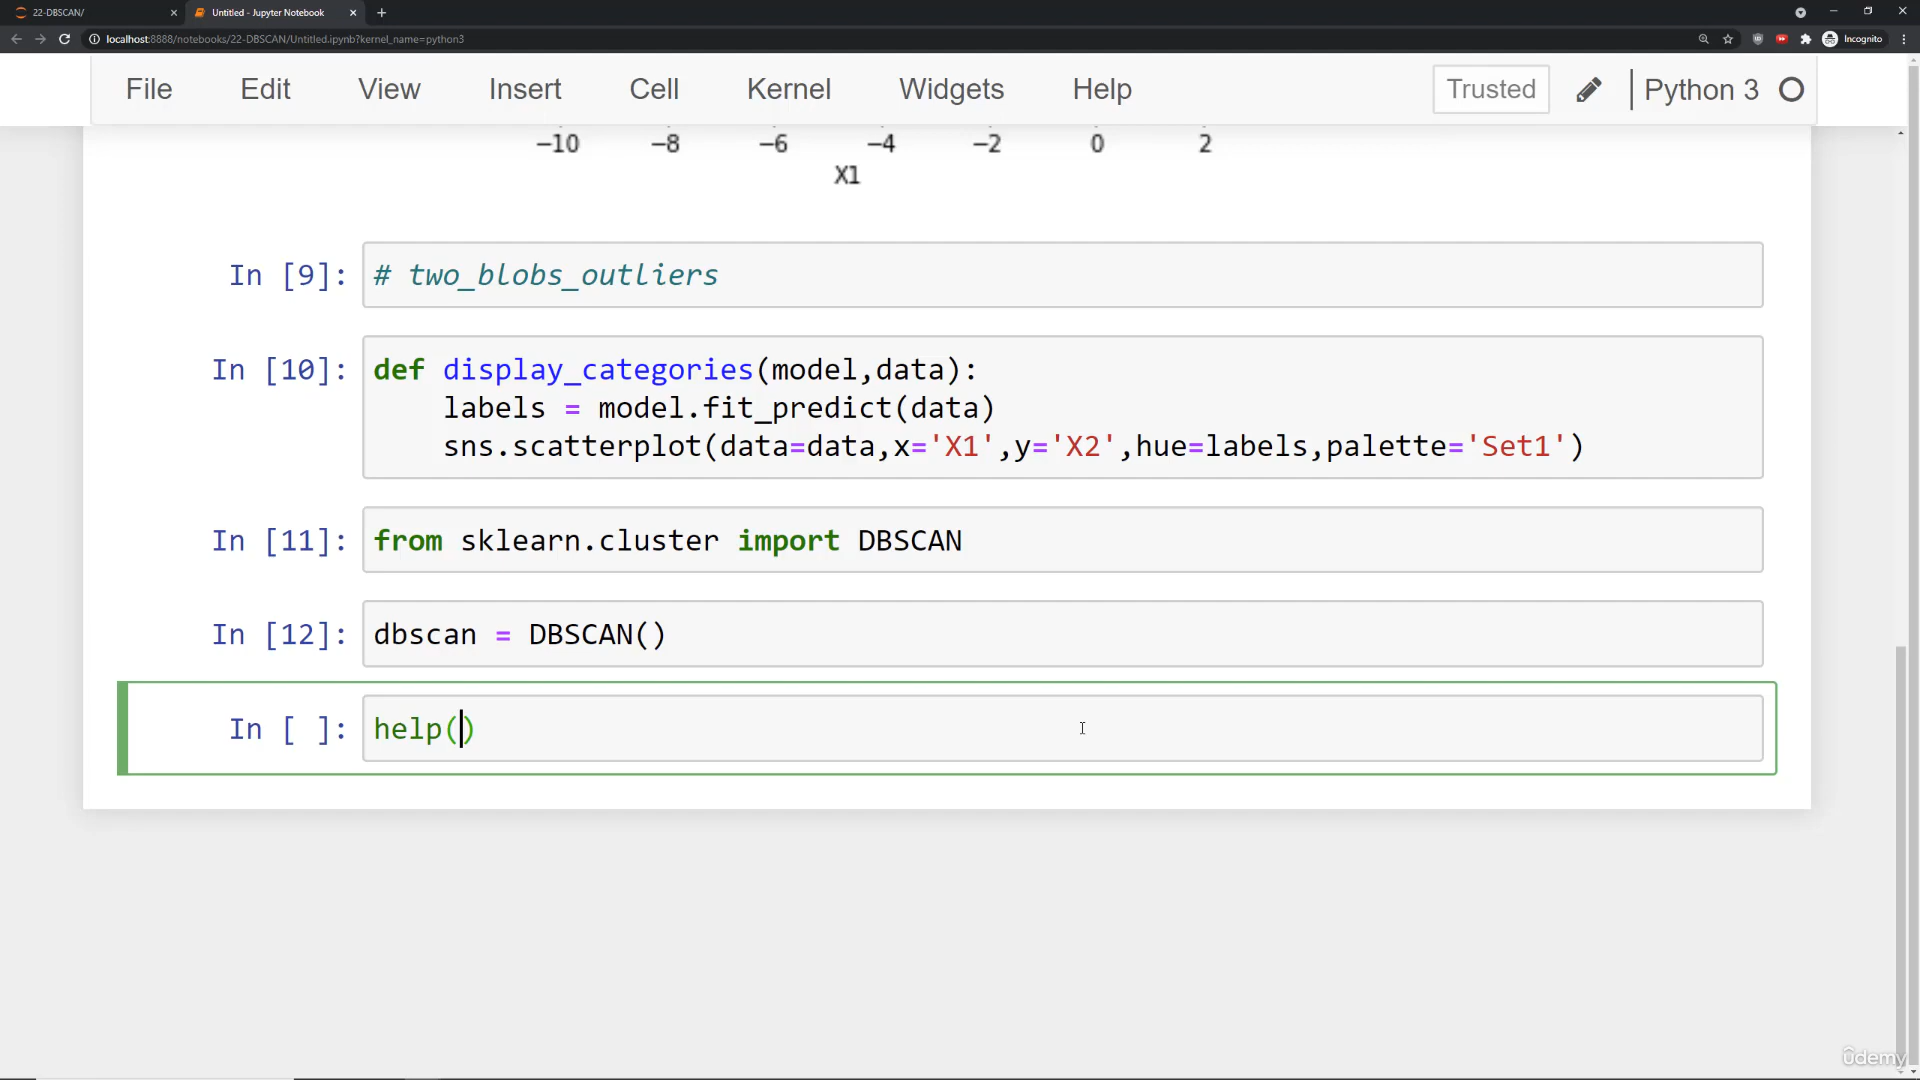 22-DBSCAN/
Untitled - Jupyter Notebook
localhost:8888/notebooks/22-DBSCAN/Untitled.ipynb?kernel_name=python3
Incognito
File Edit View Insert Cell Kernel Widgets Help Trusted Python 3
−10 −8 −6 −4 −2 0 2
X1
In [9]: # two_blobs_outliers
In [10]: def display_categories(model,data):
labels = model.fit_predict(data)
sns.scatterplot(data=data,x='X1',y='X2',hue=labels,palette='Set1')
In [11]: from sklearn.cluster import DBSCAN
In [12]: dbscan = DBSCAN()
In [ ]: help()
ûdemy